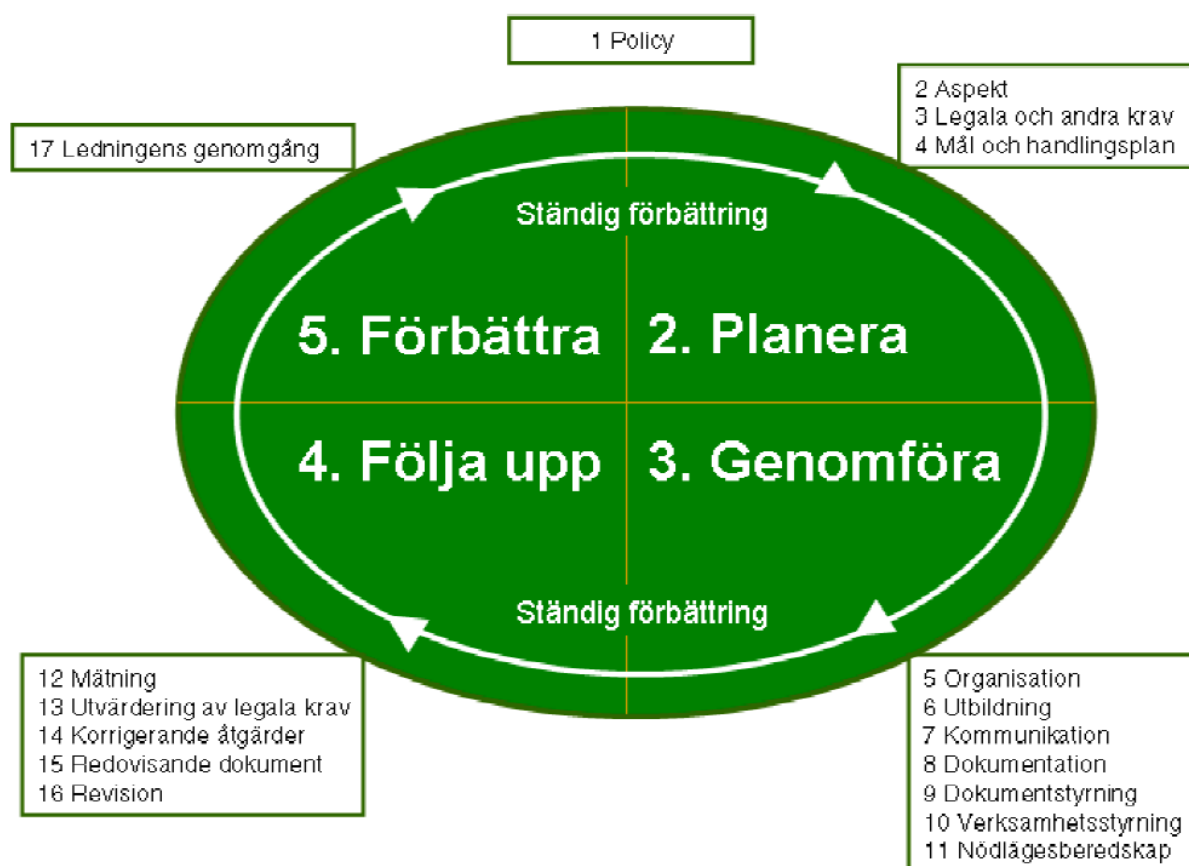 1 Policy
2 Aspekt
3 Legala och andra krav
4 Mål och handlingsplan
17 Ledningens genomgång
Ständig förbättring
5. Förbättra
2. Planera
4. Följa upp
3. Genomföra
Ständig förbättring
12 Mätning
13 Utvärdering av legala krav
14 Korrigerande åtgärder
15 Redovisande dokument
16 Revision
5 Organisation
6 Utbildning
7 Kommunikation
8 Dokumentation
9 Dokumentstyrning
10 Verksamhetsstyrning
11 Nödlägesberedskap